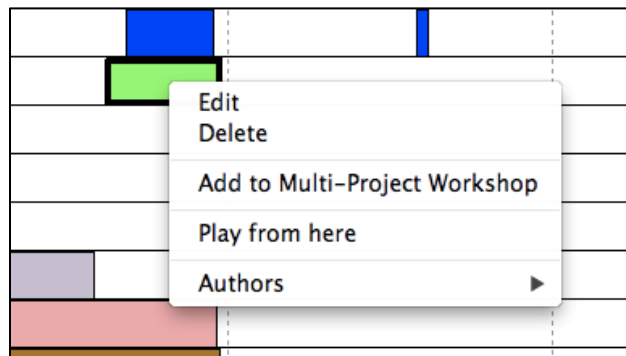 Edit
Delete
Add to Multi-Project Workshop
Play from here
Authors